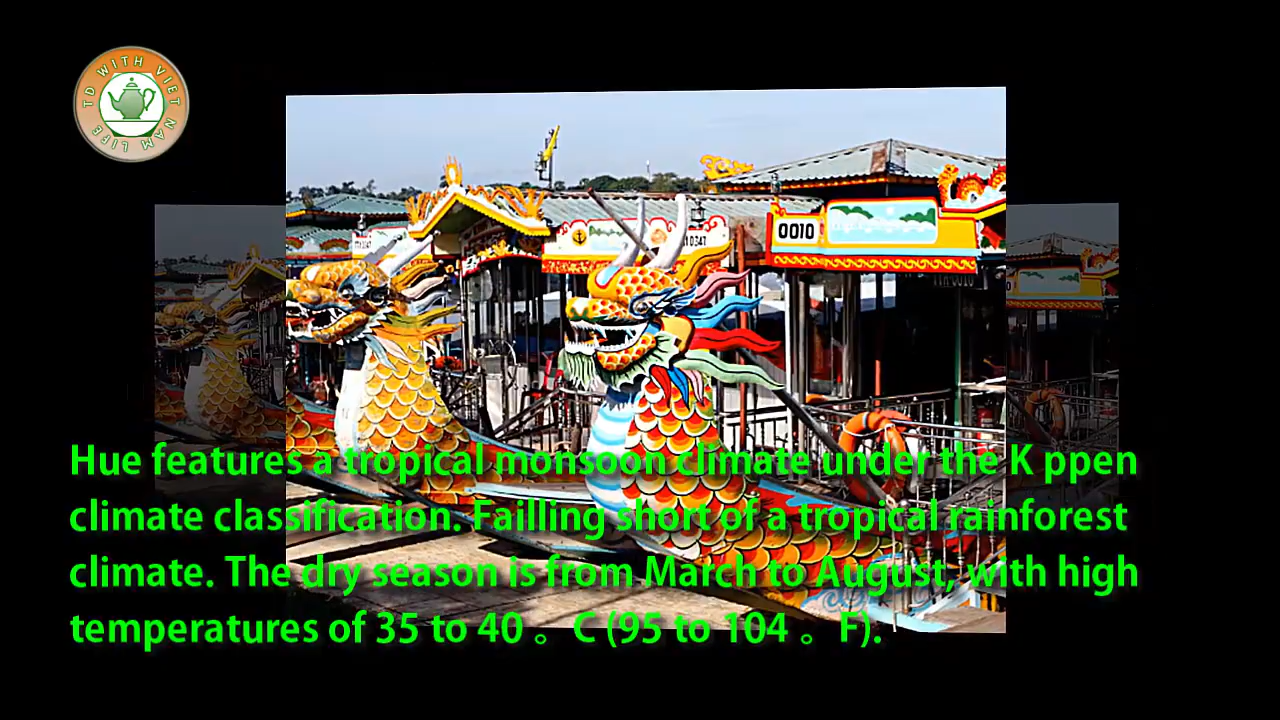 TD WITH VIET NAM LIFE
0010
Hue features a tropical monsoon climate under the K ppen
climate classification. Failling short of a tropical rainforest
climate. The dry season is from March to August, with high
temperatures of 35 to 40 。C (95 to 104 。F).